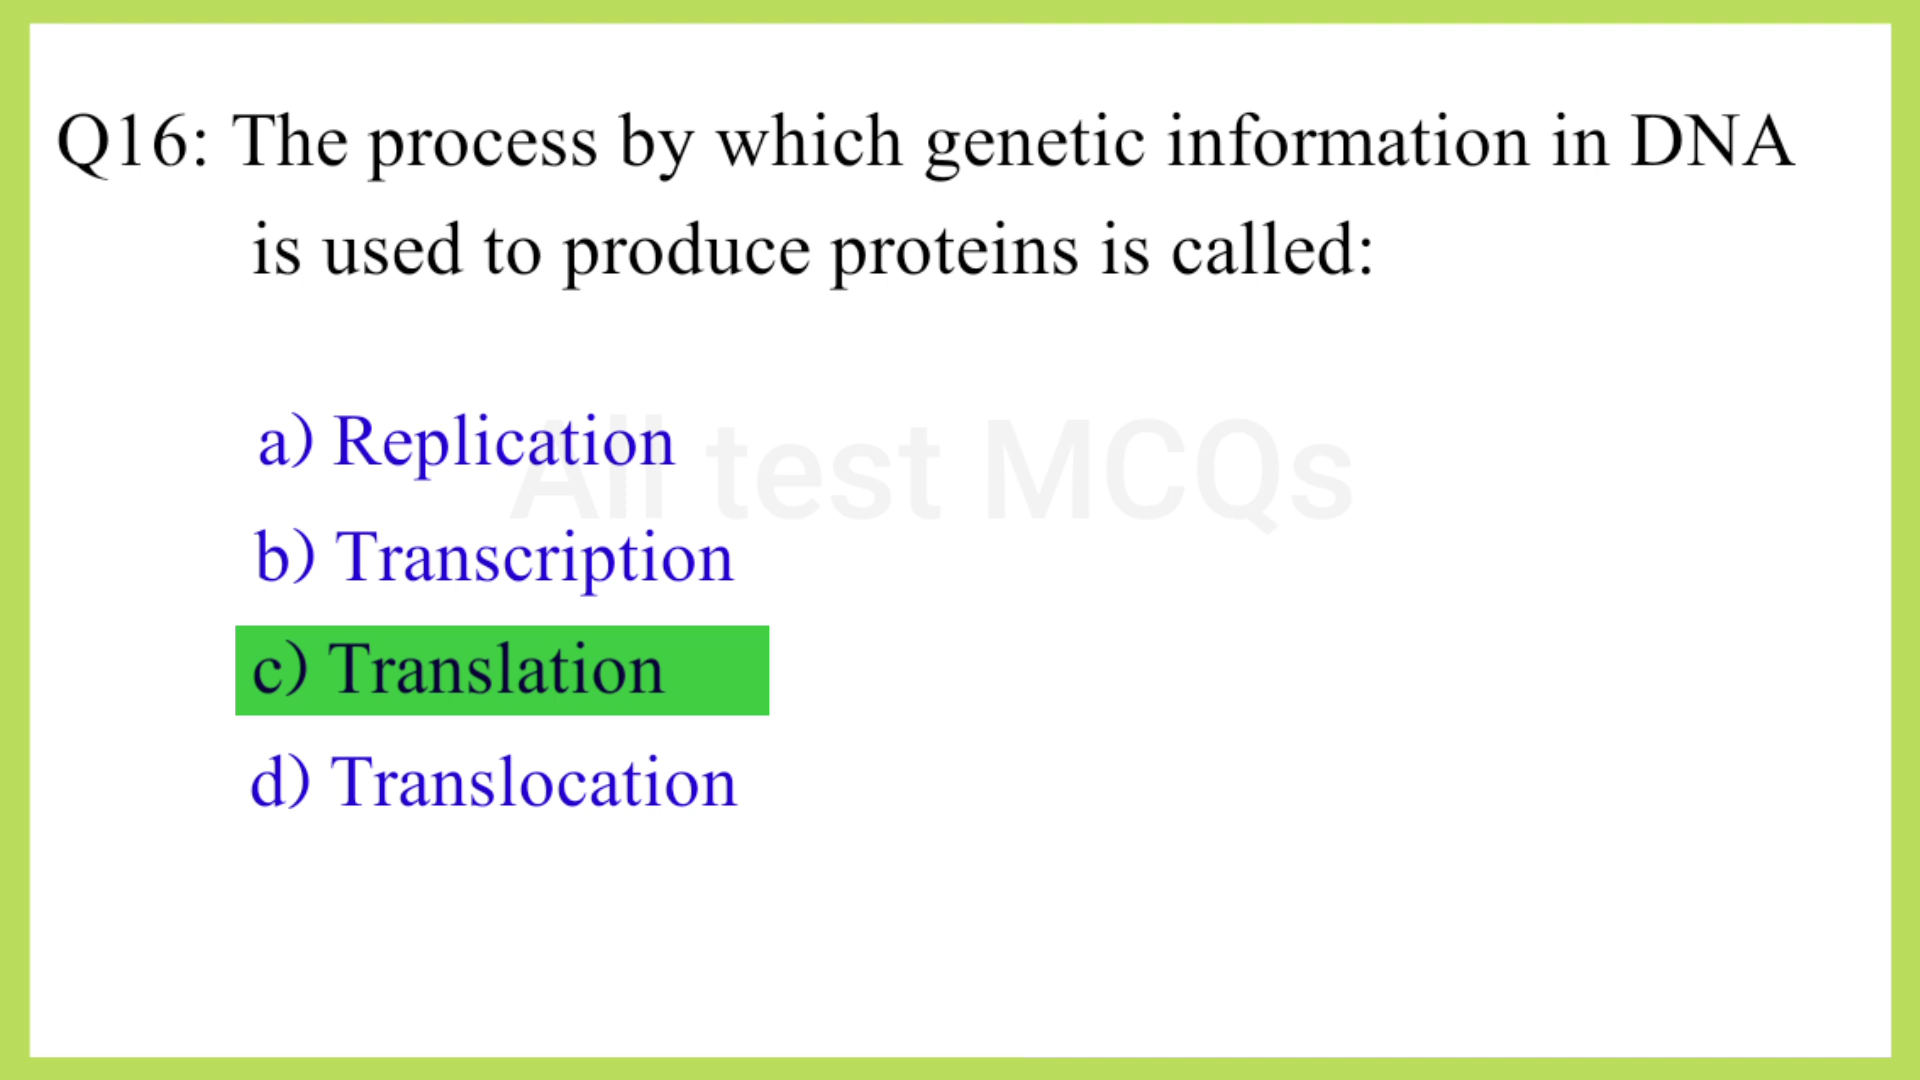 Q16: The process by which genetic information in DNA
is used to produce proteins is called:
a) Replication
All test MCQs
b) Transcription
c) Translation
d) Translocation